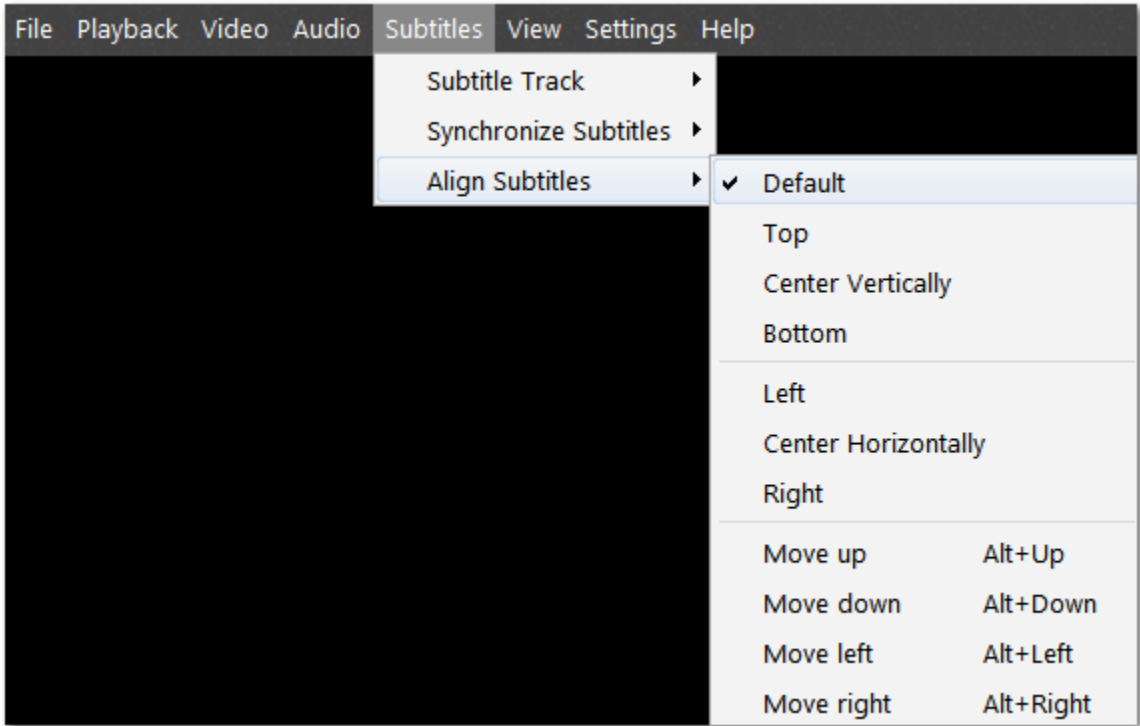 File Playback Video Audio Subtitles View Settings Help
Subtitle Track
Synchronize Subtitles
Align Subtitles
Default
Top
Center Vertically
Bottom
Left
Center Horizontally
Right
Move up Alt+Up
Move down Alt+Down
Move left Alt+Left
Move right Alt+Right